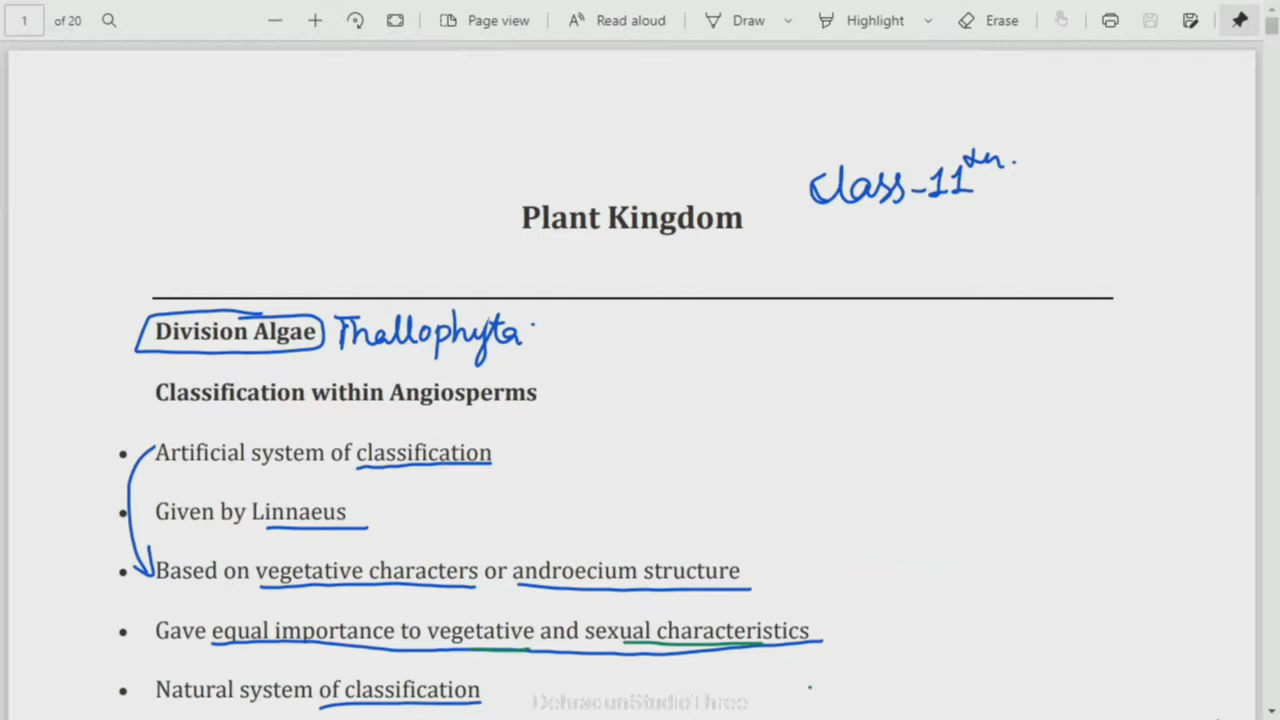 1 of 20 Page view Read aloud Draw Highlight Erase
Class-11th.
Plant Kingdom
Division Algae Thallophyta
Classification within Angiosperms
• Artificial system of classification
• Given by Linnaeus
• Based on vegetative characters or androecium structure
• Gave equal importance to vegetative and sexual characteristics
• Natural system of classification
DehradunStudioThree